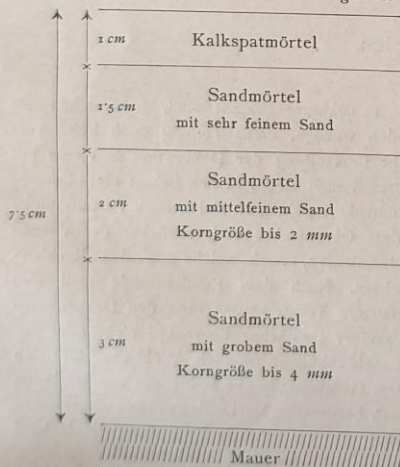 1 cm
Kalkspatmörtel
1·5 cm
Sandmörtel
mit sehr feinem Sand
2 cm
Sandmörtel
mit mittelfeinem Sand
Korngröße bis 2 mm
7·5 cm
3 cm
Sandmörtel
mit grobem Sand
Korngröße bis 4 mm
Mauer